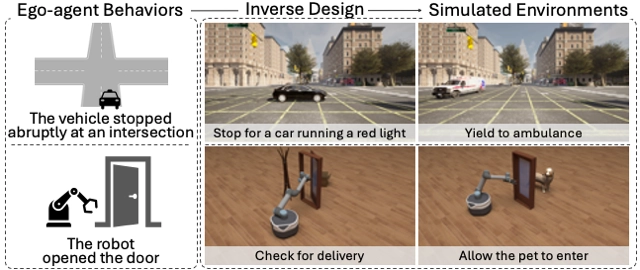 Ego-agent Behaviors
Inverse Design
Simulated Environments
The vehicle stopped
abruptly at an intersection
Stop for a car running a red light
Yield to ambulance
The robot
opened the door
Check for delivery
Allow the pet to enter